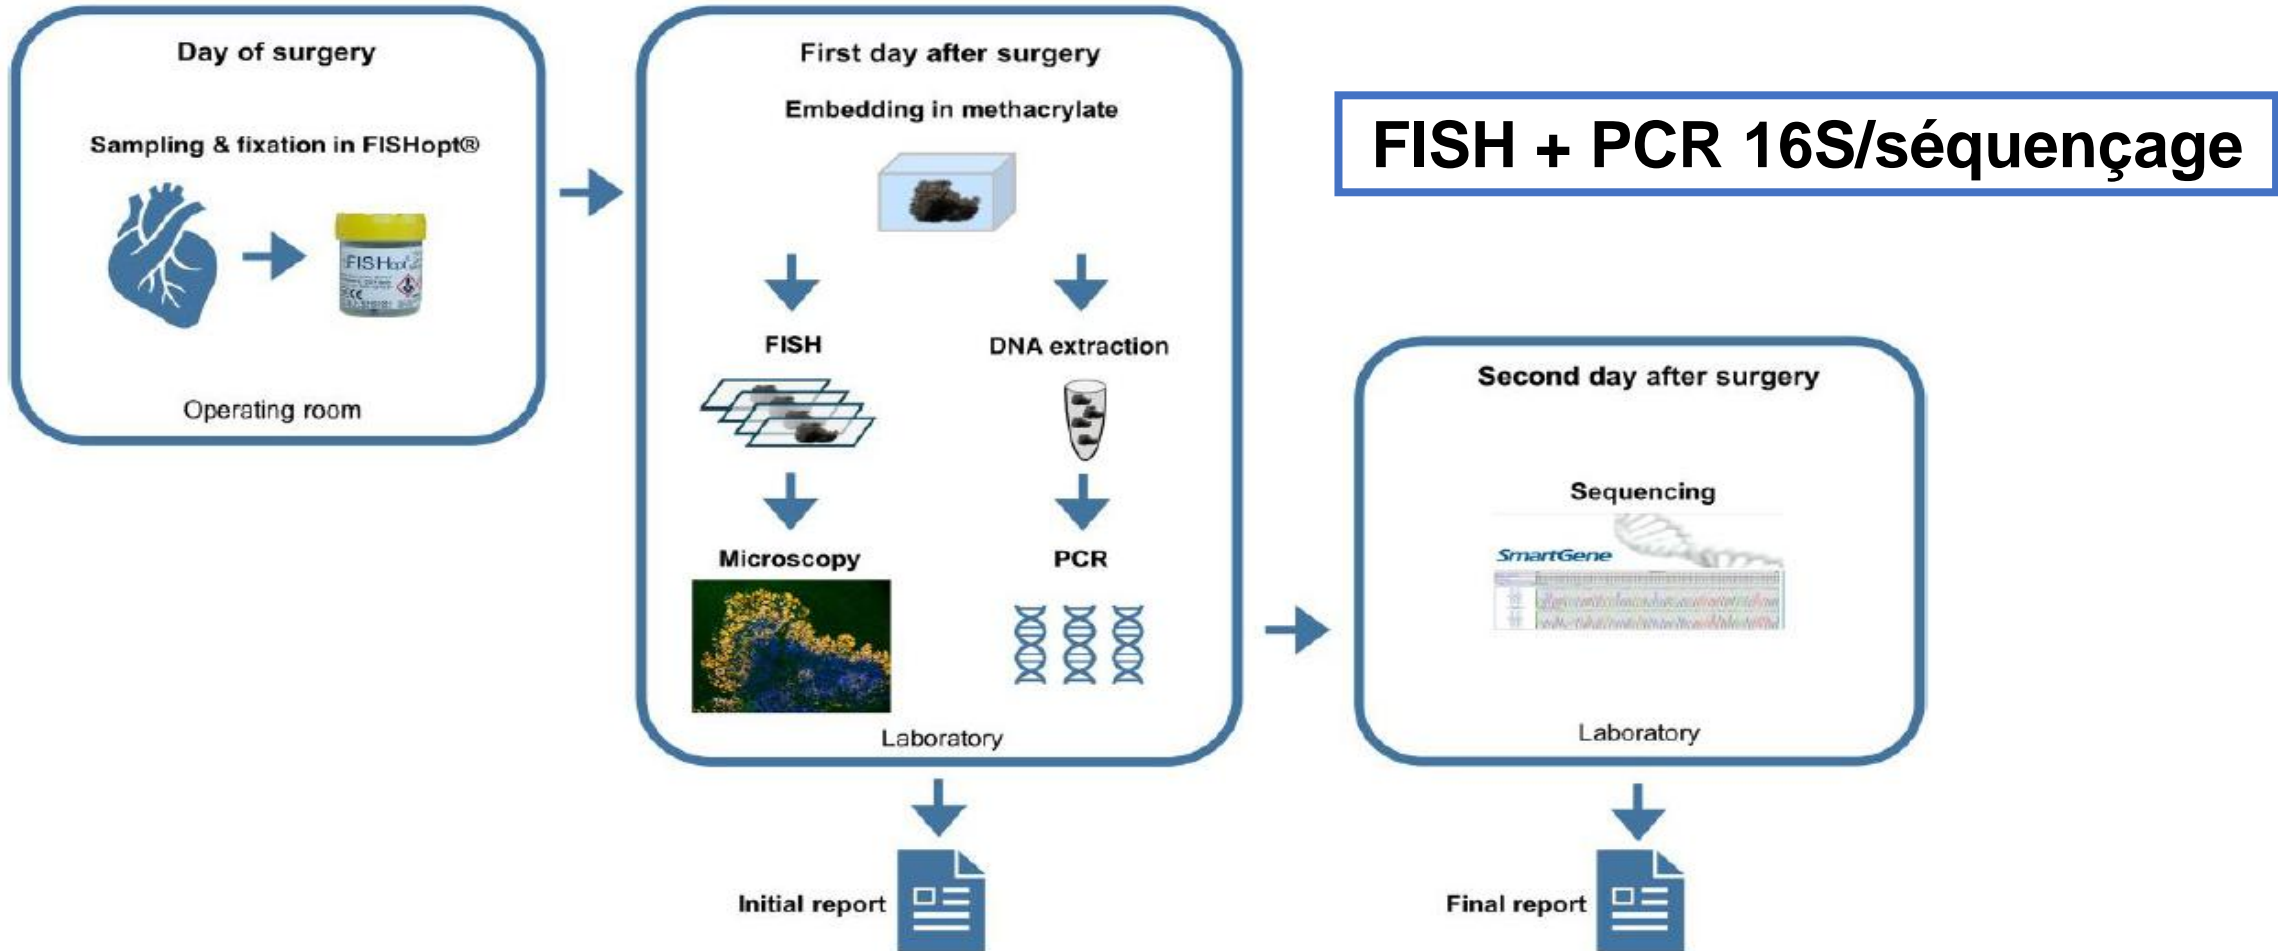 Day of surgery
Sampling & fixation in FISHopt®
FISHopt®
Operating room
First day after surgery
Embedding in methacrylate
FISH
DNA extraction
Microscopy
PCR
Laboratory
Initial report
FISH + PCR 16S/séquençage
Second day after surgery
Sequencing
SmartGene
Laboratory
Final report